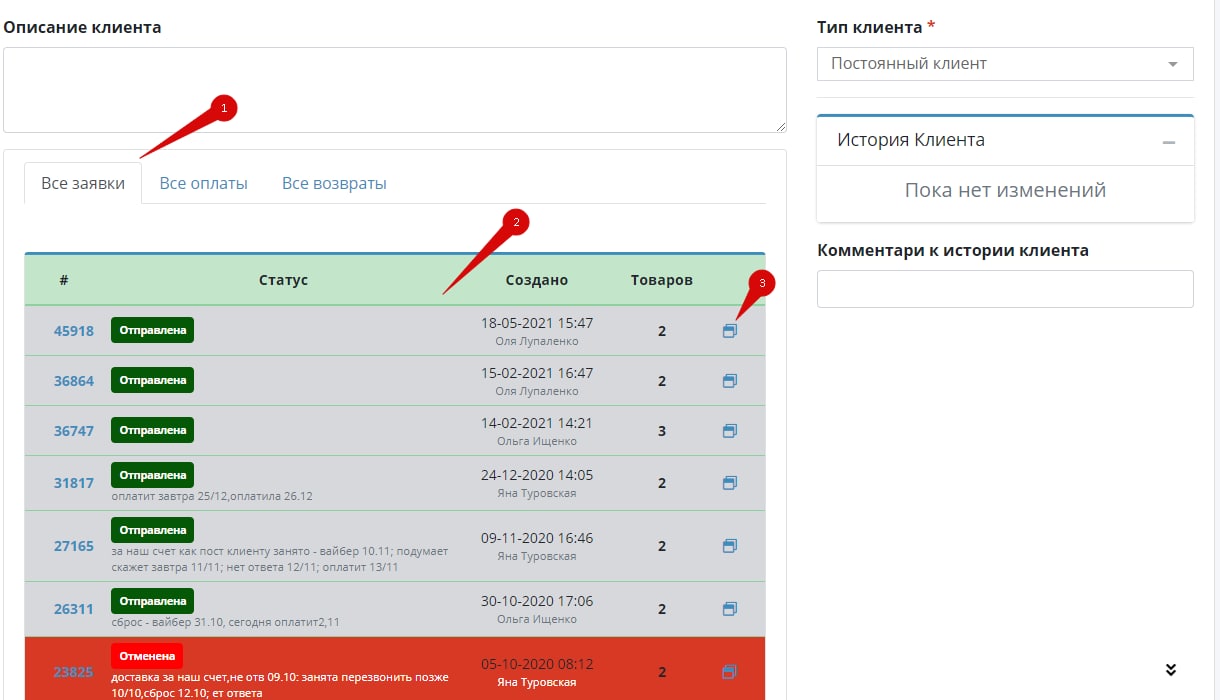 Описание клиента
Тип клиента *
Постоянный клиент
1
История Клиента
Пока нет изменений
Все заявки Все оплаты Все возвраты
2
Комментари к истории клиента
# Статус Создано Товаров
3
45918 Отправлена 18-05-2021 15:47 2
Оля Лупаленко
36864 Отправлена 15-02-2021 16:47 2
Оля Лупаленко
36747 Отправлена 14-02-2021 14:21 3
Ольга Ищенко
31817 Отправлена 24-12-2020 14:05 2
оплатит завтра 25/12,оплатила 26.12 Яна Туровская
27165 Отправлена 09-11-2020 16:46 2
за наш счет как пост клиенту занято - вайбер 10.11; подумает Яна Туровская
скажет завтра 11/11; нет ответа 12/11; оплатит 13/11
26311 Отправлена 30-10-2020 17:06 2
сброс - вайбер 31.10, сегодня оплатит2,11 Ольга Ищенко
23825 Отменена 05-10-2020 08:12 2
доставка за наш счет,не отв 09.10: занята перезвонить позже Яна Туровская
10/10,сброс 12.10; ет ответа